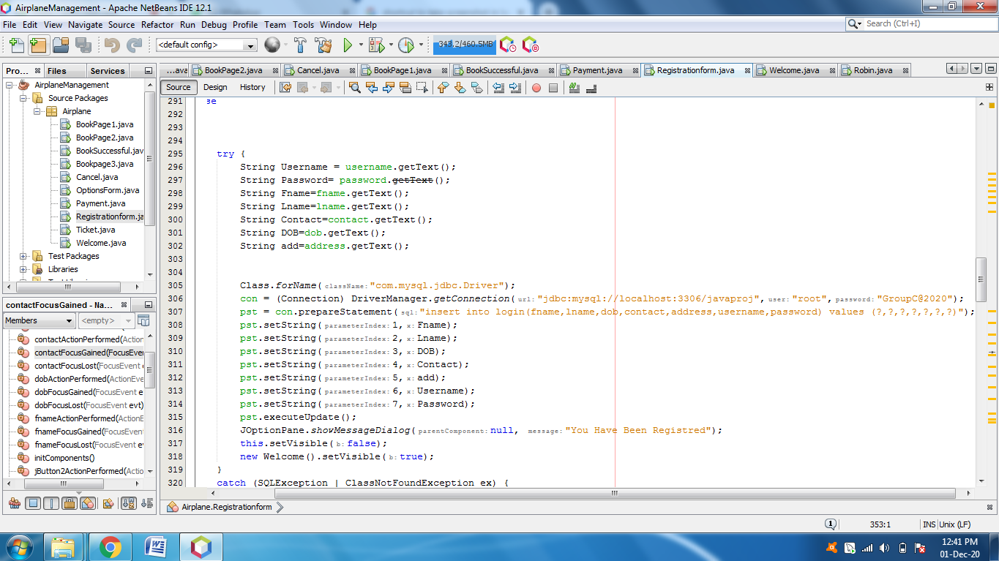 AirplaneManagement - Apache NetBeans IDE 12.1
File Edit View Navigate Source Refactor Run Debug Profile Team Tools Window Help
Search (Ctrl+I)
<default config>
343.2/460.5MB
Pro... Files Services
...ava BookPage2.java Cancel.java BookPage1.java BookSuccessful.java Payment.java Registrationform.java Welcome.java Robin.java
Source Design History
AirplaneManagement
Source Packages
Airplane
BookPage1.java
BookPage2.java
BookSuccessful.jav
Bookpage3.java
Cancel.java
OptionsForm.java
Payment.java
Registrationform.ja
Ticket.java
Welcome.java
Test Packages
Libraries
contactFocusGained - Na...
Members <empty>
contactActionPerformed(Action
contactFocusGained(FocusEver
contactFocusLost(FocusEvent e
dobActionPerformed(ActionEve
dobFocusGained(FocusEvent e
dobFocusLost(FocusEvent evt)
fnameActionPerformed(ActionE
fnameFocusGained(FocusEvent
fnameFocusLost(FocusEvent ev
initComponents()
jButton2ActionPerformed(Actio
291 se
292
293
294
295 try {
296 String Username = username.getText();
297 String Password= password.getText();
298 String Fname=fname.getText();
299 String Lname=lname.getText();
300 String Contact=contact.getText();
301 String DOB=dob.getText();
302 String add=address.getText();
303
304
305 Class.forName(className:"com.mysql.jdbc.Driver");
306 con = (Connection) DriverManager.getConnection(url:"jdbc:mysql://localhost:3306/javaproj", user:"root", password:"GroupC@2020");
307 pst = con.prepareStatement(sql:"insert into login(fname,lname,dob,contact,address,username,password) values (?,?,?,?,?,?,?)");
308 pst.setString(parameterIndex:1, x:Fname);
309 pst.setString(parameterIndex:2, x:Lname);
310 pst.setString(parameterIndex:3, x:DOB);
311 pst.setString(parameterIndex:4, x:Contact);
312 pst.setString(parameterIndex:5, x:add);
313 pst.setString(parameterIndex:6, x:Username);
314 pst.setString(parameterIndex:7, x:Password);
315 pst.executeUpdate();
316 JOptionPane.showMessageDialog(parentComponent:null, message:"You Have Been Registred");
317 this.setVisible(b:false);
318 new Welcome().setVisible(b:true);
319 }
320 catch (SQLException | ClassNotFoundException ex) {
Airplane.Registrationform
1 353:1 INS Unix (LF)
12:41 PM
01-Dec-20